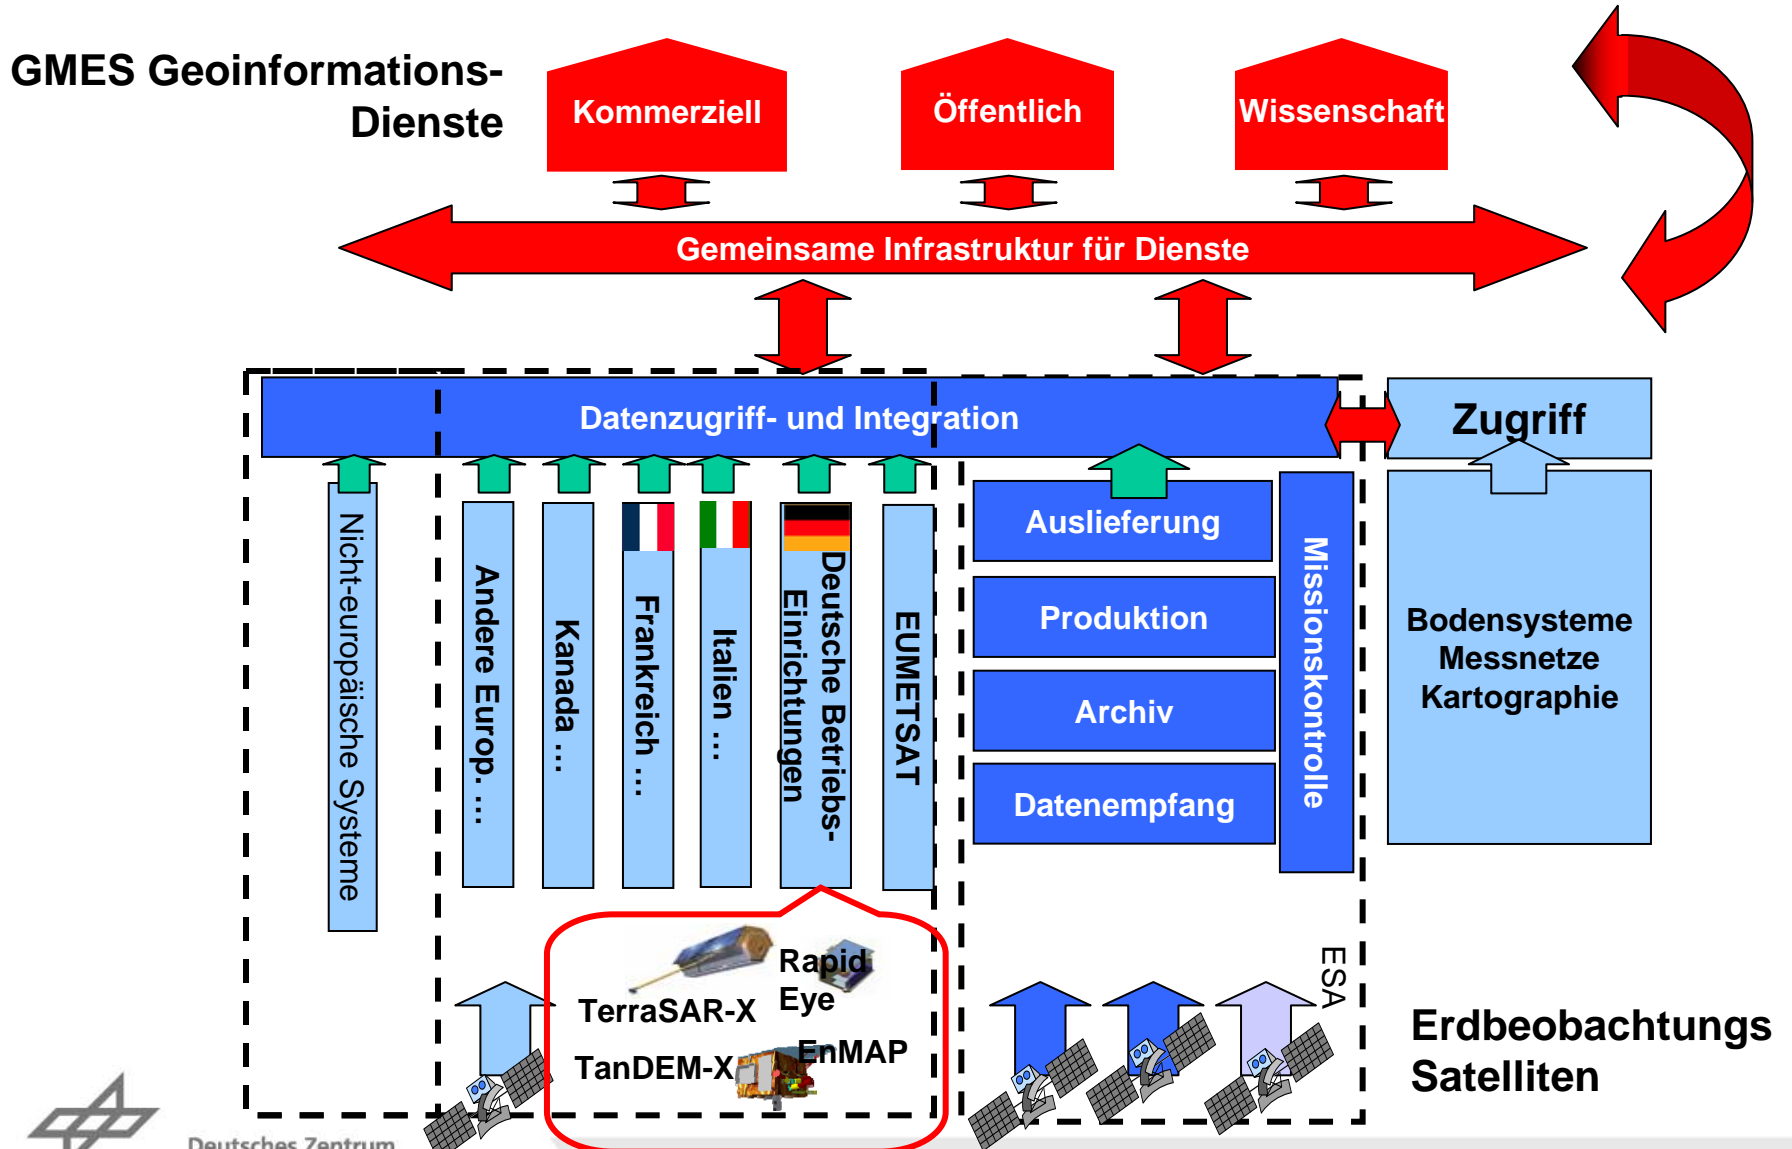 GMES Geoinformations-
Dienste
Kommerziell
Öffentlich
Wissenschaft
Gemeinsame Infrastruktur für Dienste
Datenzugriff- und Integration
Zugriff
Nicht-europäische Systeme
Andere Europ. ...
Kanada ...
Frankreich ...
Italien ...
Deutsche Betriebs-
Einrichtungen
EUMETSAT
Auslieferung
Produktion
Archiv
Datenempfang
Missionskontrolle
Bodensysteme
Messnetze
Kartographie
TerraSAR-X
Rapid
Eye
TanDEM-X
EnMAP
ESA
Erdbeobachtungs
Satelliten
Deutsches Zentrum